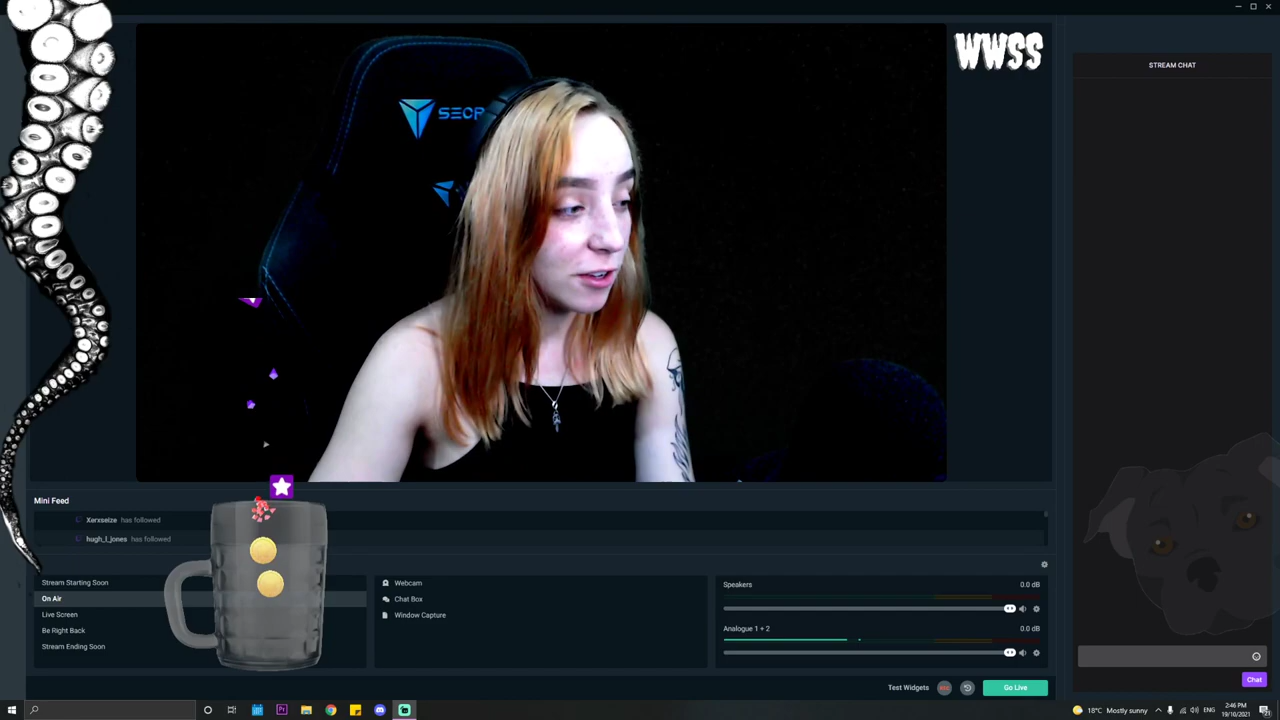 WWSS
STREAM CHAT
SECR
Mini Feed
Xerxseize has followed
hugh_l_jones has followed
Stream Starting Soon
On Air
Live Screen
Be Right Back
Stream Ending Soon
Webcam
Chat Box
Window Capture
Speakers
0.0 dB
Analogue 1 + 2
0.0 dB
Test Widgets
REC
Go Live
Chat
18°C Mostly sunny
ENG
2:46 PM
19/10/2021